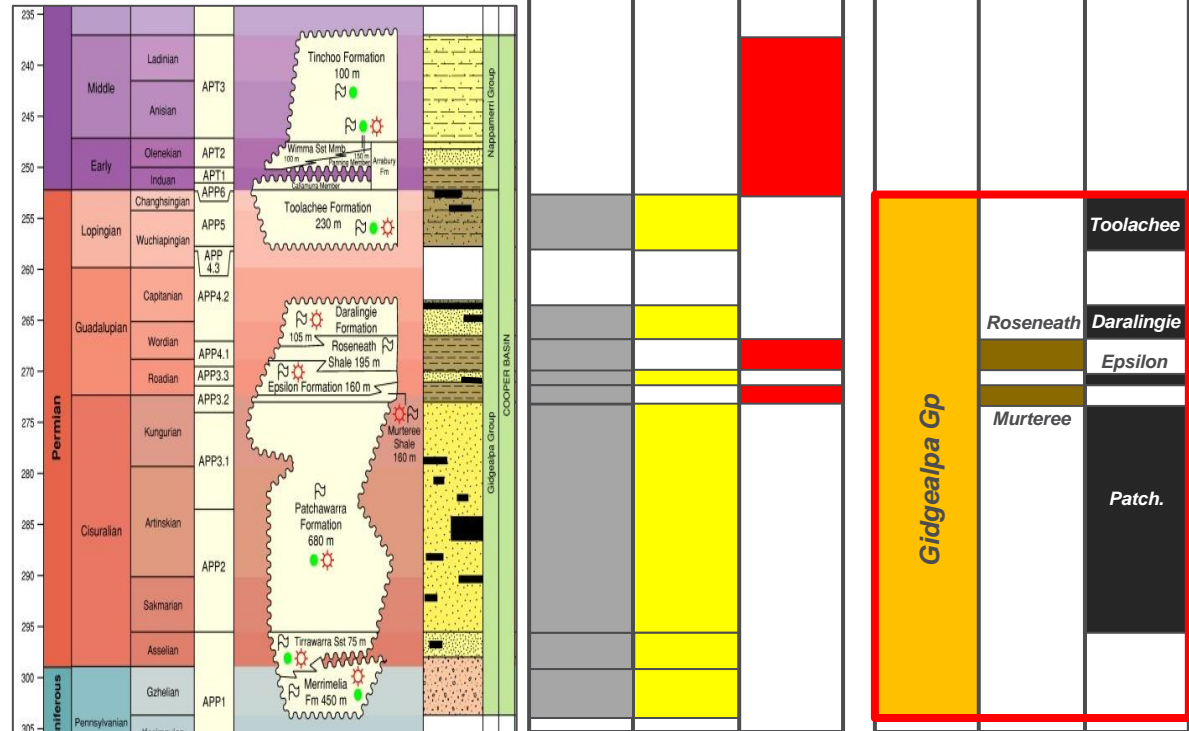 235
240
245
250
255
260
265
270
275
280
285
290
295
300
305
Permian
niferous
Middle
Early
Lopingian
Guadalupian
Cisuralian
Pennsylvanian
Ladinian
Anisian
Olenekian
Induan
Changhsingian
Wuchiapingian
Capitanian
Wordian
Roadian
Kungurian
Artinskian
Sakmarian
Asselian
Gzhelian
APT3
APT2
APT1
APP6
APP5
APP
4.3
APP4.2
APP4.1
APP3.3
APP3.2
APP3.1
APP2
APP1
Tinchoo Formation
100 m
Wimma Sst Mmb
100 m
150 m
Panning Member
Arrabury
Fm
Callamurra Member
Toolachee Formation
230 m
Daralingie
Formation
105 m
Roseneath
Shale 195 m
Epsilon Formation 160 m
Murteree
Shale
160 m
Patchawarra
Formation
680 m
Tirrawarra Sst 75 m
Merrimelia
Fm 450 m
Nappamerri Group
Gidgealpa Group
COOPER BASIN
Gidgealpa Gp
Roseneath
Murteree
Toolachee
Daralingie
Epsilon
Patch.